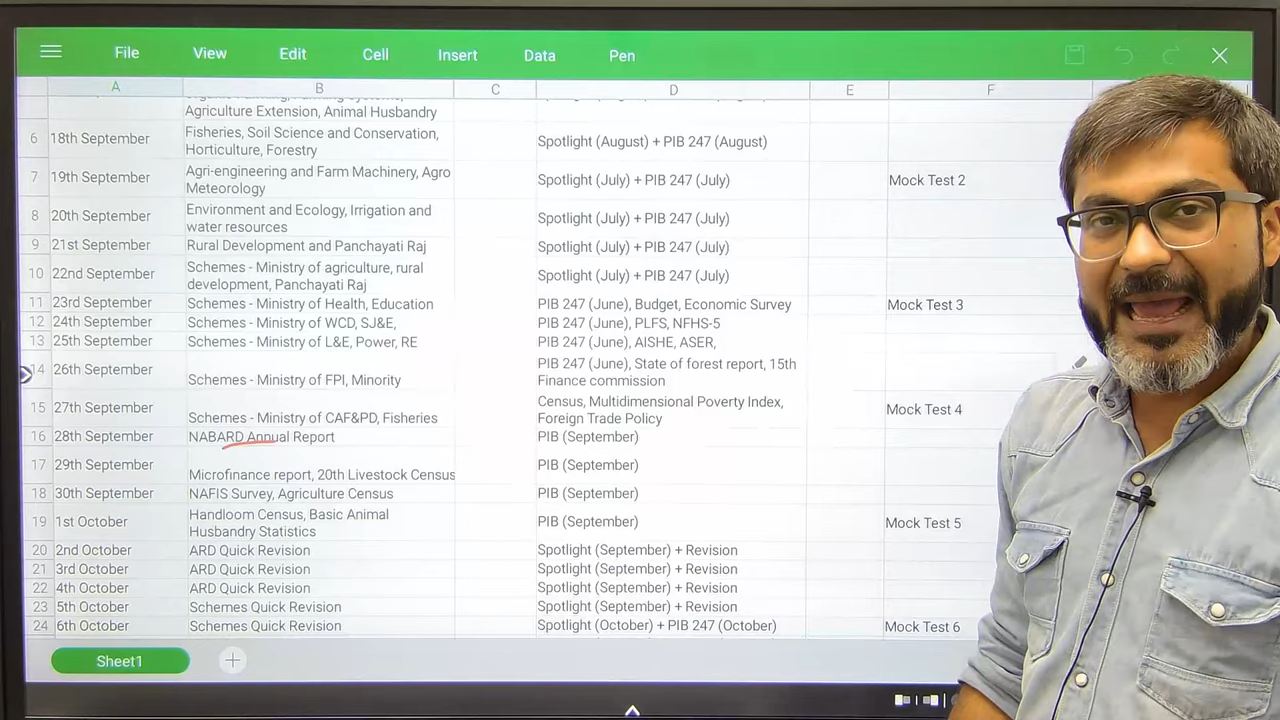 File View Edit Cell Insert Data Pen
A B C D E F
Agriculture Extension, Animal Husbandry
6 18th September Fisheries, Soil Science and Conservation, Horticulture, Forestry Spotlight (August) + PIB 247 (August)
7 19th September Agri-engineering and Farm Machinery, Agro Meteorology Spotlight (July) + PIB 247 (July) Mock Test 2
8 20th September Environment and Ecology, Irrigation and water resources Spotlight (July) + PIB 247 (July)
9 21st September Rural Development and Panchayati Raj Spotlight (July) + PIB 247 (July)
10 22nd September Schemes - Ministry of agriculture, rural development, Panchayati Raj Spotlight (July) + PIB 247 (July)
11 23rd September Schemes - Ministry of Health, Education PIB 247 (June), Budget, Economic Survey Mock Test 3
12 24th September Schemes - Ministry of WCD, SJ&E, PIB 247 (June), PLFS, NFHS-5
13 25th September Schemes - Ministry of L&E, Power, RE PIB 247 (June), AISHE, ASER,
14 26th September Schemes - Ministry of FPI, Minority PIB 247 (June), State of forest report, 15th Finance commission
15 27th September Schemes - Ministry of CAF&PD, Fisheries Census, Multidimensional Poverty Index, Foreign Trade Policy Mock Test 4
16 28th September NABARD Annual Report PIB (September)
17 29th September Microfinance report, 20th Livestock Census PIB (September)
18 30th September NAFIS Survey, Agriculture Census PIB (September)
19 1st October Handloom Census, Basic Animal Husbandry Statistics PIB (September) Mock Test 5
20 2nd October ARD Quick Revision Spotlight (September) + Revision
21 3rd October ARD Quick Revision Spotlight (September) + Revision
22 4th October ARD Quick Revision Spotlight (September) + Revision
23 5th October Schemes Quick Revision Spotlight (September) + Revision
24 6th October Schemes Quick Revision Spotlight (October) + PIB 247 (October) Mock Test 6
Sheet1